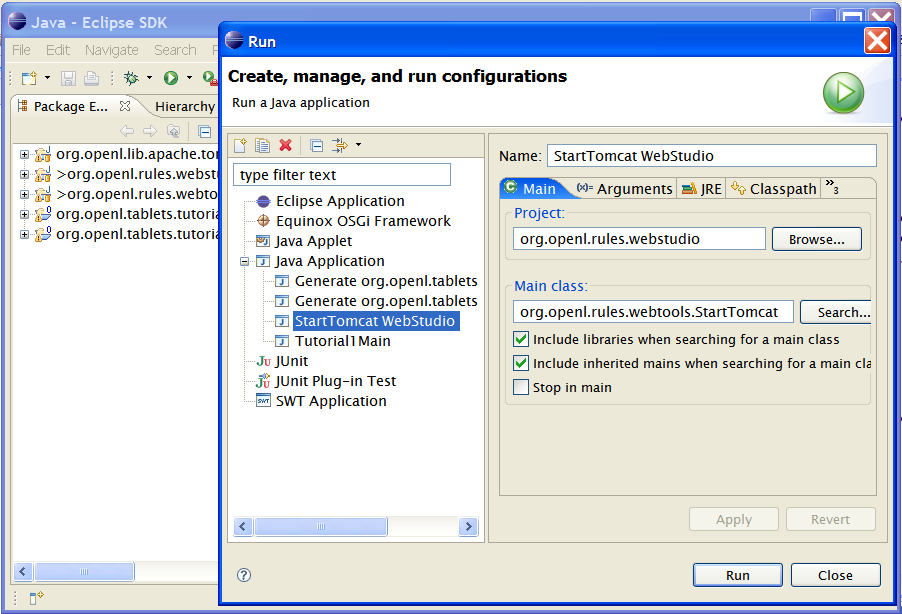 Java - Eclipse SDK
File Edit Navigate Search
Package E... Hierarchy
org.openl.lib.apache.tom
>org.openl.rules.webst
>org.openl.rules.webto
org.openl.tablets.tutoria
org.openl.tablets.tutoria
Run
Create, manage, and run configurations
Run a Java application
type filter text
Eclipse Application
Equinox OSGi Framework
Java Applet
Java Application
Generate org.openl.tablets
Generate org.openl.tablets
StartTomcat WebStudio
Tutorial1Main
JUnit
JUnit Plug-in Test
SWT Application
Name: StartTomcat WebStudio
Main (x)= Arguments JRE Classpath »3
Project:
org.openl.rules.webstudio Browse...
Main class:
org.openl.rules.webtools.StartTomcat Search...
Include libraries when searching for a main class
Include inherited mains when searching for a main cla
Stop in main
Apply Revert
Run Close